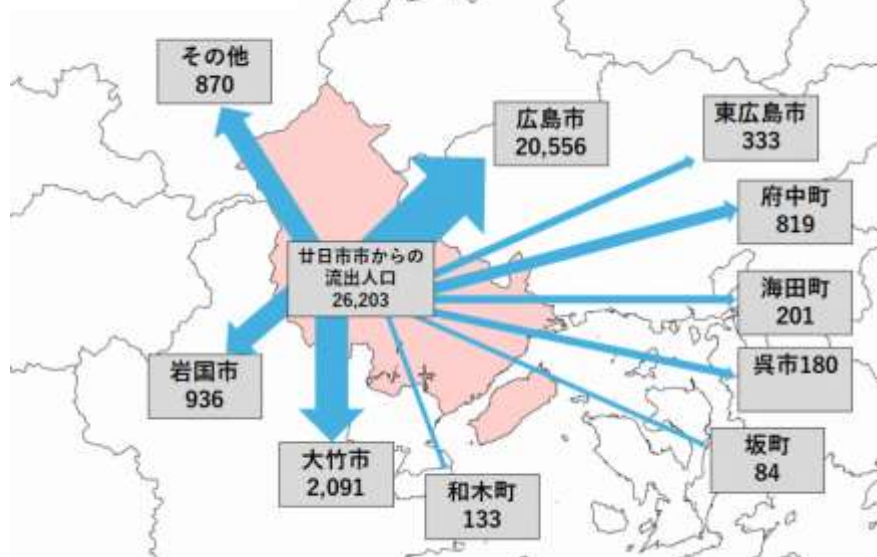 その他
870
広島市
20,556
東広島市
333
府中町
819
廿日市市からの
流出人口
26,203
海田町
201
呉市180
岩国市
936
坂町
84
大竹市
2,091
和木町
133